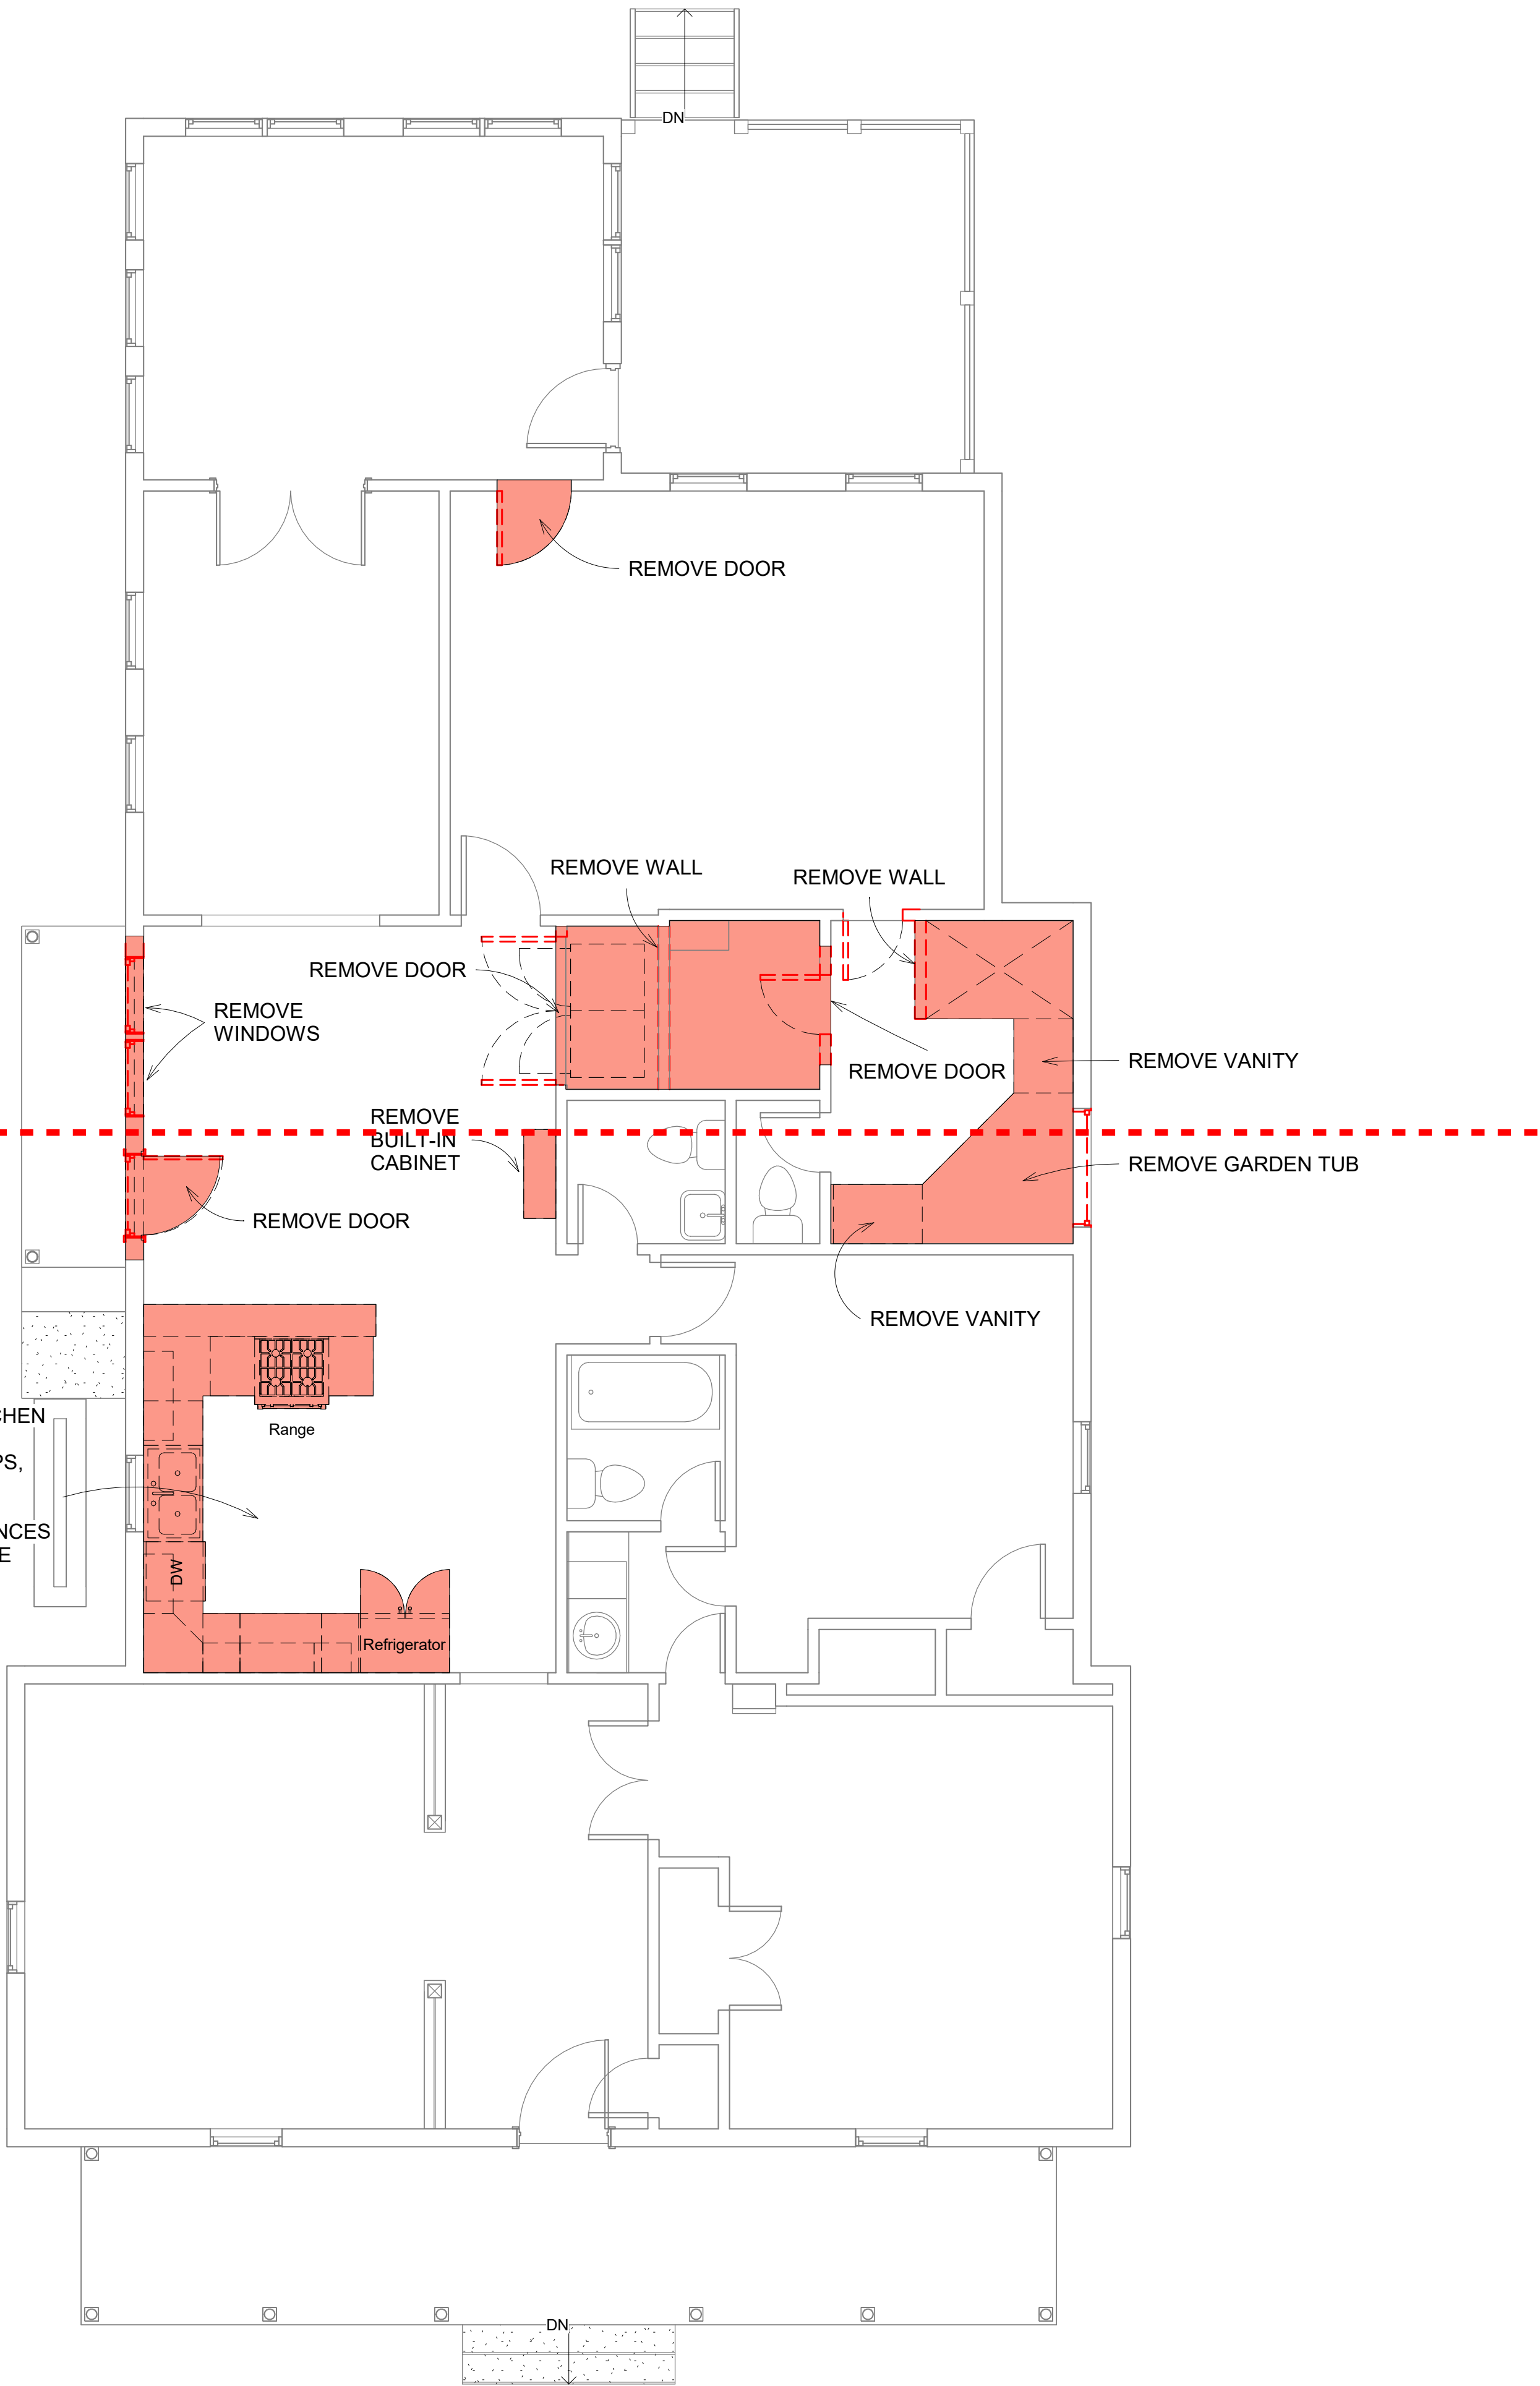 DN
REMOVE DOOR
REMOVE WALL
REMOVE WALL
REMOVE DOOR
REMOVE
WINDOWS
REMOVE DOOR
REMOVE VANITY
REMOVE
BUILT-IN
CABINET
REMOVE GARDEN TUB
REMOVE DOOR
REMOVE VANITY
CHEN
PS,
NCES
E
Range
DW
Refrigerator
DN